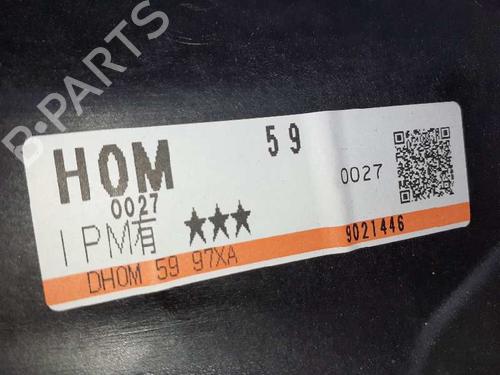 B-PARTS
HOM
59
0027
0027
IPM有 ★★★
9021446
DHOM 59 97XA